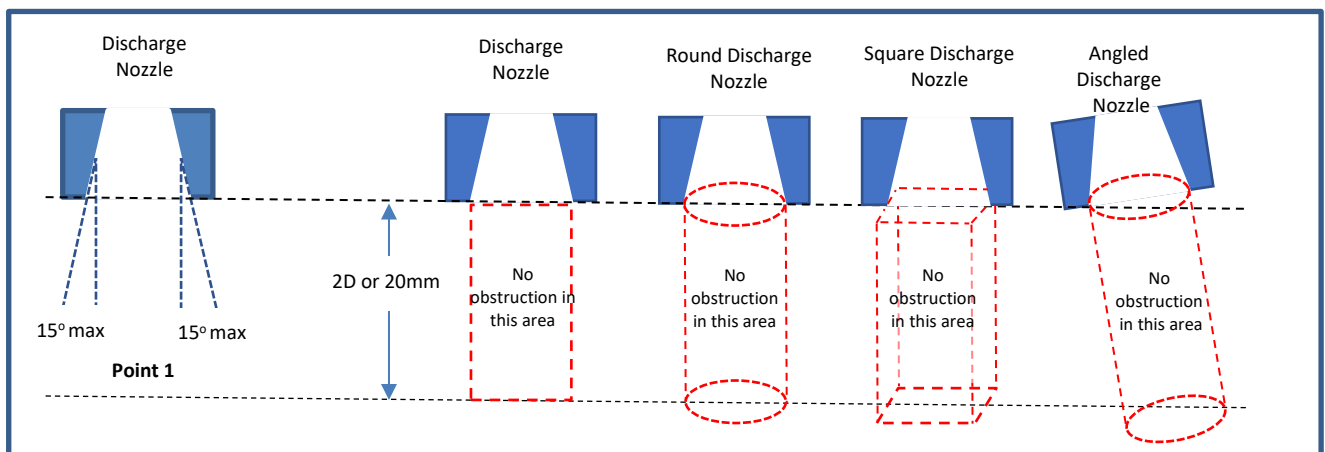 Discharge
Nozzle
Discharge
Nozzle
Round Discharge
Nozzle
Square Discharge
Nozzle
Angled
Discharge
Nozzle
15º max
15º max
Point 1
2D or 20mm
No
obstruction in
this area
No
obstruction
in this area
No
obstruction
in this area
No
obstruction
in this area